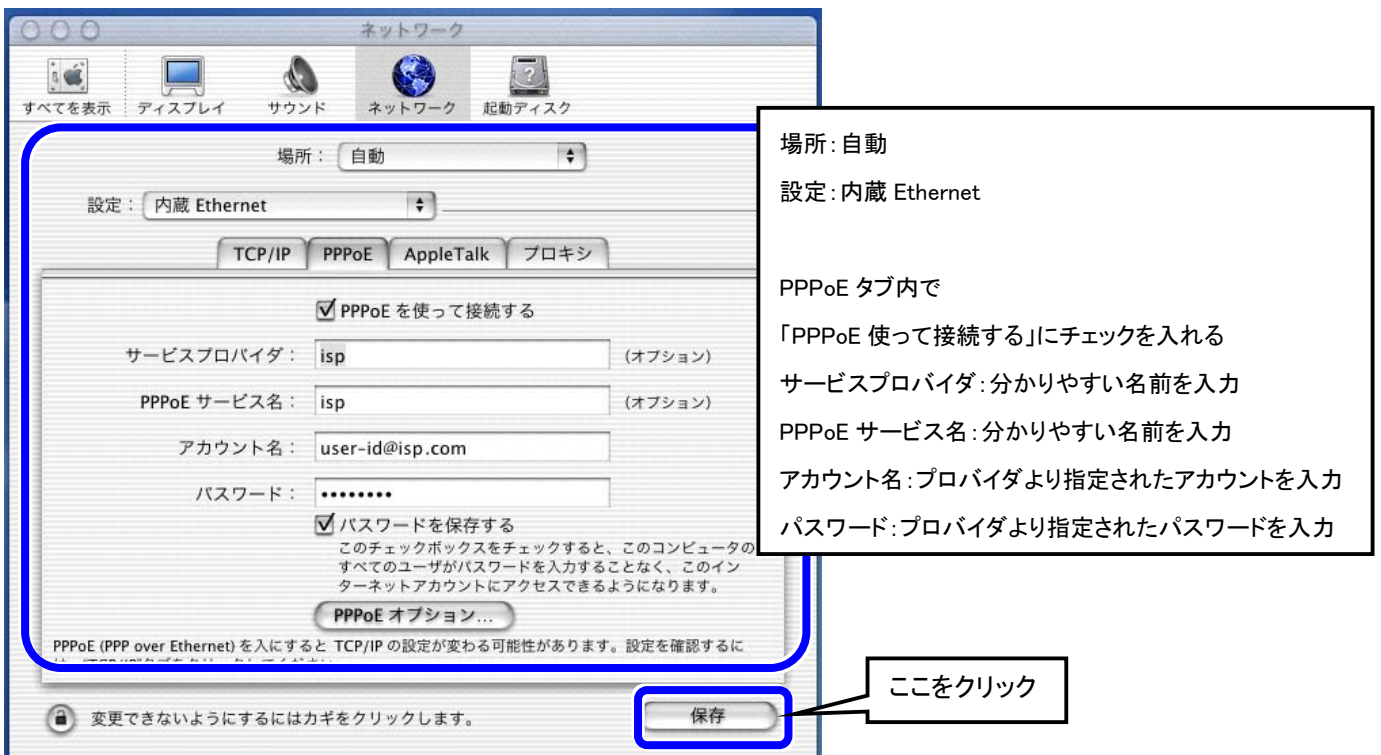 ネットワーク
すべてを表示 ディスプレイ サウンド ネットワーク 起動ディスク
場所： 自動
設定： 内蔵 Ethernet
TCP/IP PPPoE AppleTalk プロキシ
PPPoE を使って接続する
サービスプロバイダ： isp (オプション)
PPPoE サービス名： isp (オプション)
アカウント名： user-id@isp.com
パスワード： ••••••••
パスワードを保存する
このチェックボックスをチェックすると、このコンピュータの
すべてのユーザがパスワードを入力することなく、このイン
ターネットアカウントにアクセスできるようになります。
PPPoE オプション...
PPPoE (PPP over Ethernet) を入にすると TCP/IP の設定が変わる可能性があります。設定を確認するに
変更できないようにするにはカギをクリックします。
保存
場所：自動
設定：内蔵 Ethernet
PPPoE タブ内で
「PPPoE 使って接続する」にチェックを入れる
サービスプロバイダ：分かりやすい名前を入力
PPPoE サービス名：分かりやすい名前を入力
アカウント名：プロバイダより指定されたアカウントを入力
パスワード：プロバイダより指定されたパスワードを入力
ここをクリック